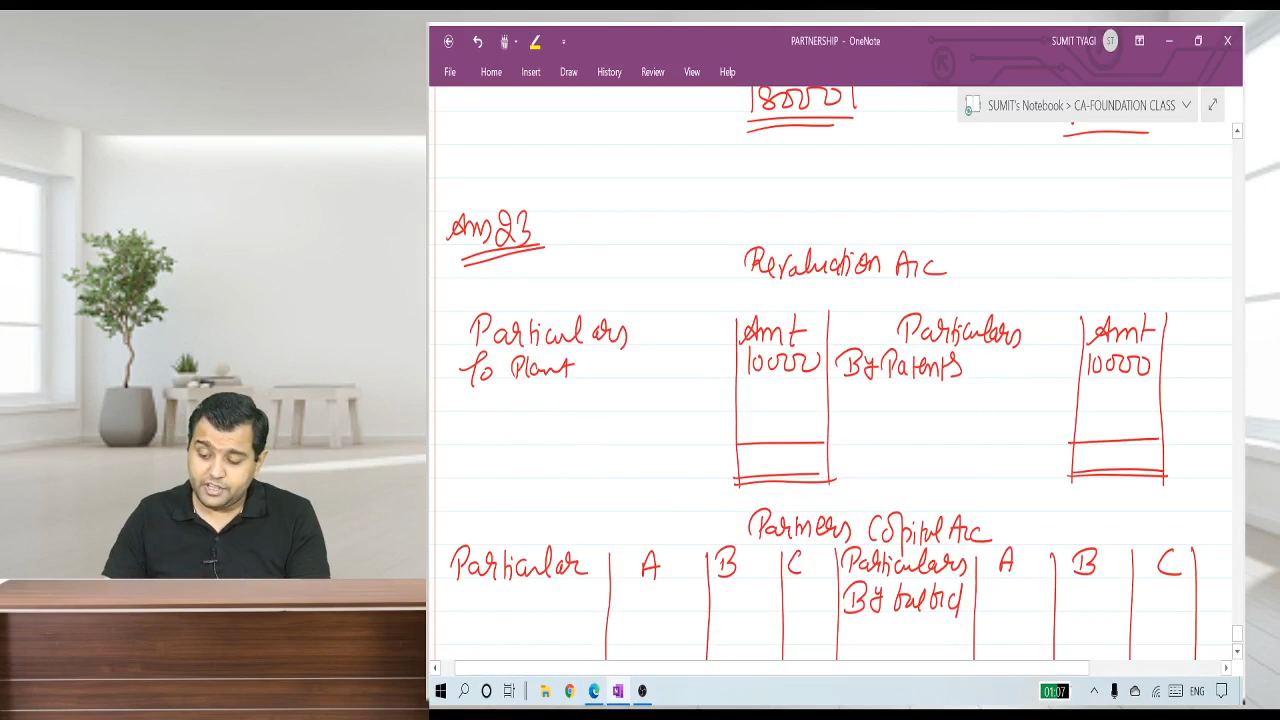 PARTNERSHIP - OneNote
SUMIT TYAGI ST
File Home Insert Draw History Review View Help
180000
SUMIT's Notebook > CA-FOUNDATION CLASS
Ans 23
Revaluation A/c
Particulars Amt Particulars Amt
To Plant 10000 By Patents 10000
Partners Capital A/c
Particular A B C Particulars A B C
By bal b/d
01:07 ENG